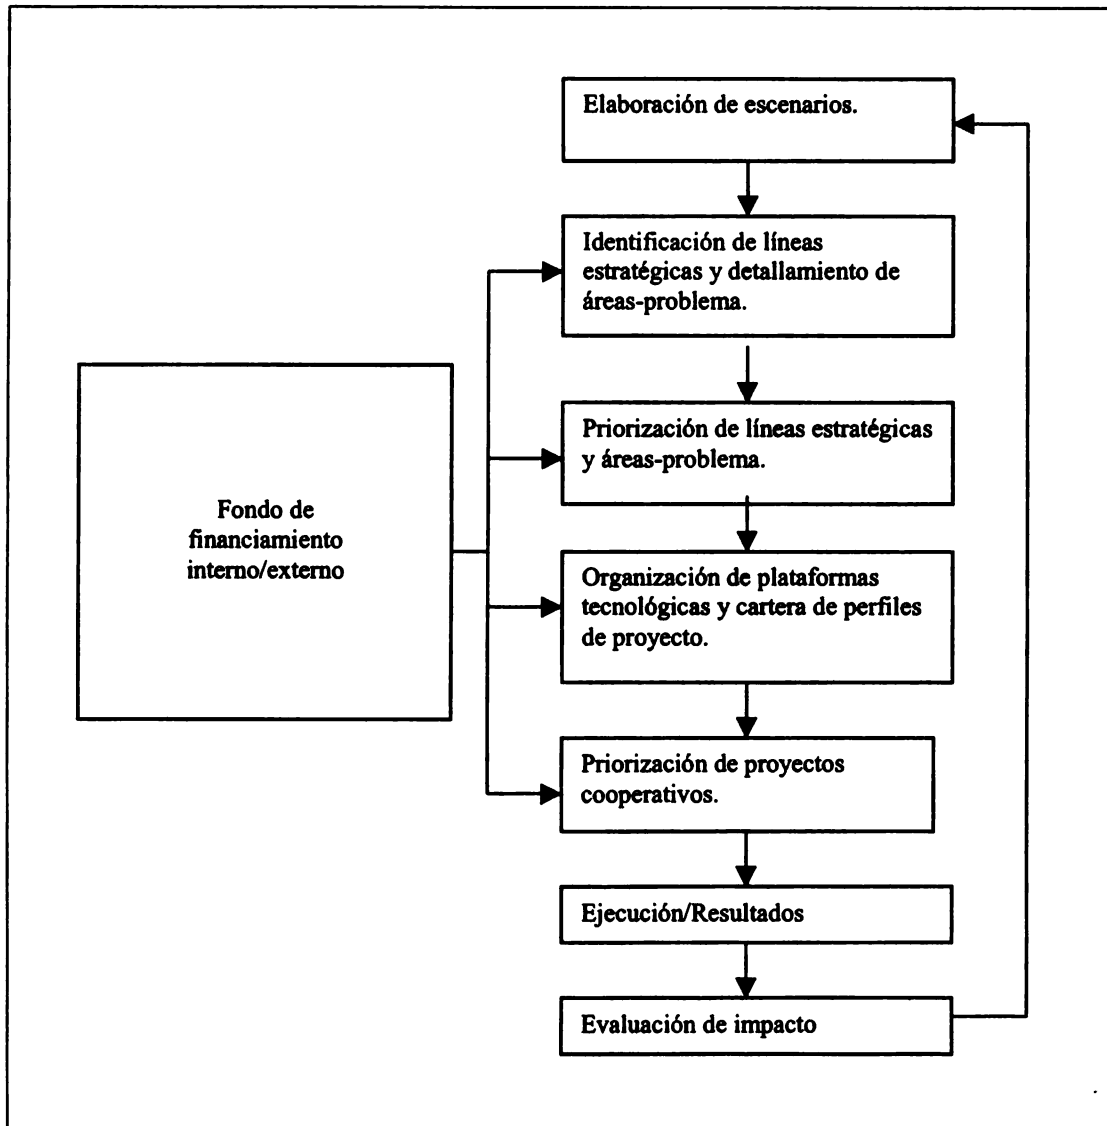 Elaboración de escenarios.
Identificación de líneas
estratégicas y detallamiento de
áreas-problema.
Priorización de líneas estratégicas
y áreas-problema.
Fondo de
financiamiento
interno/externo
Organización de plataformas
tecnológicas y cartera de perfiles
de proyecto.
Priorización de proyectos
cooperativos.
Ejecución/Resultados
Evaluación de impacto